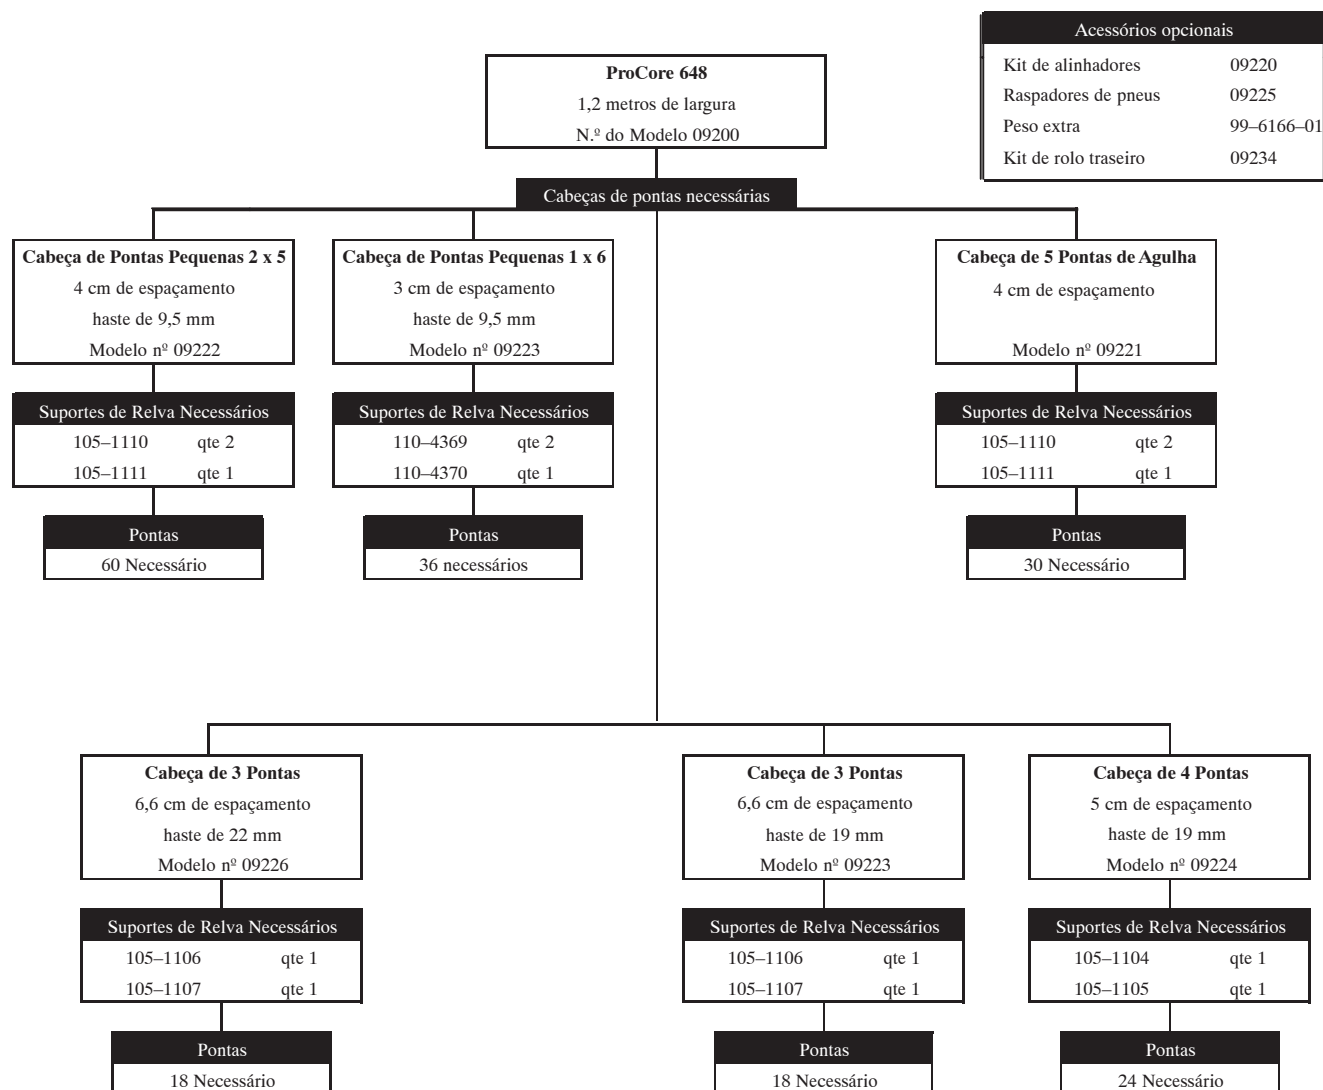 Acessórios opcionais
Kit de alinhadores 09220
Raspadores de pneus 09225
Peso extra 99–6166–01
Kit de rolo traseiro 09234
ProCore 648
1,2 metros de largura
N.º do Modelo 09200
Cabeças de pontas necessárias
Cabeça de Pontas Pequenas 2 x 5
4 cm de espaçamento
haste de 9,5 mm
Modelo nº 09222
Suportes de Relva Necessários
105–1110 qte 2
105–1111 qte 1
Pontas
60 Necessário
Cabeça de Pontas Pequenas 1 x 6
3 cm de espaçamento
haste de 9,5 mm
Modelo nº 09223
Suportes de Relva Necessários
110–4369 qte 2
110–4370 qte 1
Pontas
36 necessários
Cabeça de 5 Pontas de Agulha
4 cm de espaçamento
Modelo nº 09221
Suportes de Relva Necessários
105–1110 qte 2
105–1111 qte 1
Pontas
30 Necessário
Cabeça de 3 Pontas
6,6 cm de espaçamento
haste de 22 mm
Modelo nº 09226
Suportes de Relva Necessários
105–1106 qte 1
105–1107 qte 1
Pontas
18 Necessário
Cabeça de 3 Pontas
6,6 cm de espaçamento
haste de 19 mm
Modelo nº 09223
Suportes de Relva Necessários
105–1106 qte 1
105–1107 qte 1
Pontas
18 Necessário
Cabeça de 4 Pontas
5 cm de espaçamento
haste de 19 mm
Modelo nº 09224
Suportes de Relva Necessários
105–1104 qte 1
105–1105 qte 1
Pontas
24 Necessário